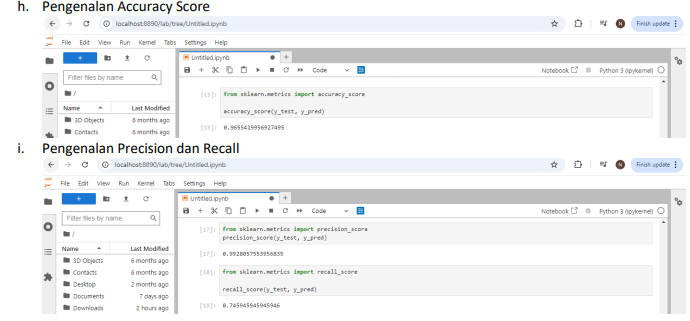 h. Pengenalan Accuracy Score
localhost:8890/lab/tree/Untitled.ipynb
N
Finish update
File Edit View Run Kernel Tabs Settings Help
Untitled.ipynb
Code
Notebook
Python 3 (ipykernel)
Filter files by name
/
Name
Last Modified
3D Objects 6 months ago
Contacts 6 months ago
[15]: from sklearn.metrics import accuracy_score
accuracy_score(y_test, y_pred)
[15]: 0.9655419956927495
i. Pengenalan Precision dan Recall
localhost:8890/lab/tree/Untitled.ipynb
N
Finish update
File Edit View Run Kernel Tabs Settings Help
Untitled.ipynb
Code
Notebook
Python 3 (ipykernel)
Filter files by name
/
Name
Last Modified
3D Objects 6 months ago
Contacts 6 months ago
Desktop 2 months ago
Documents 7 days ago
Downloads 2 hours ago
[17]: from sklearn.metrics import precision_score
precision_score(y_test, y_pred)
[17]: 0.9928057553956835
[18]: from sklearn.metrics import recall_score
recall_score(y_test, y_pred)
[18]: 0.745945945945946